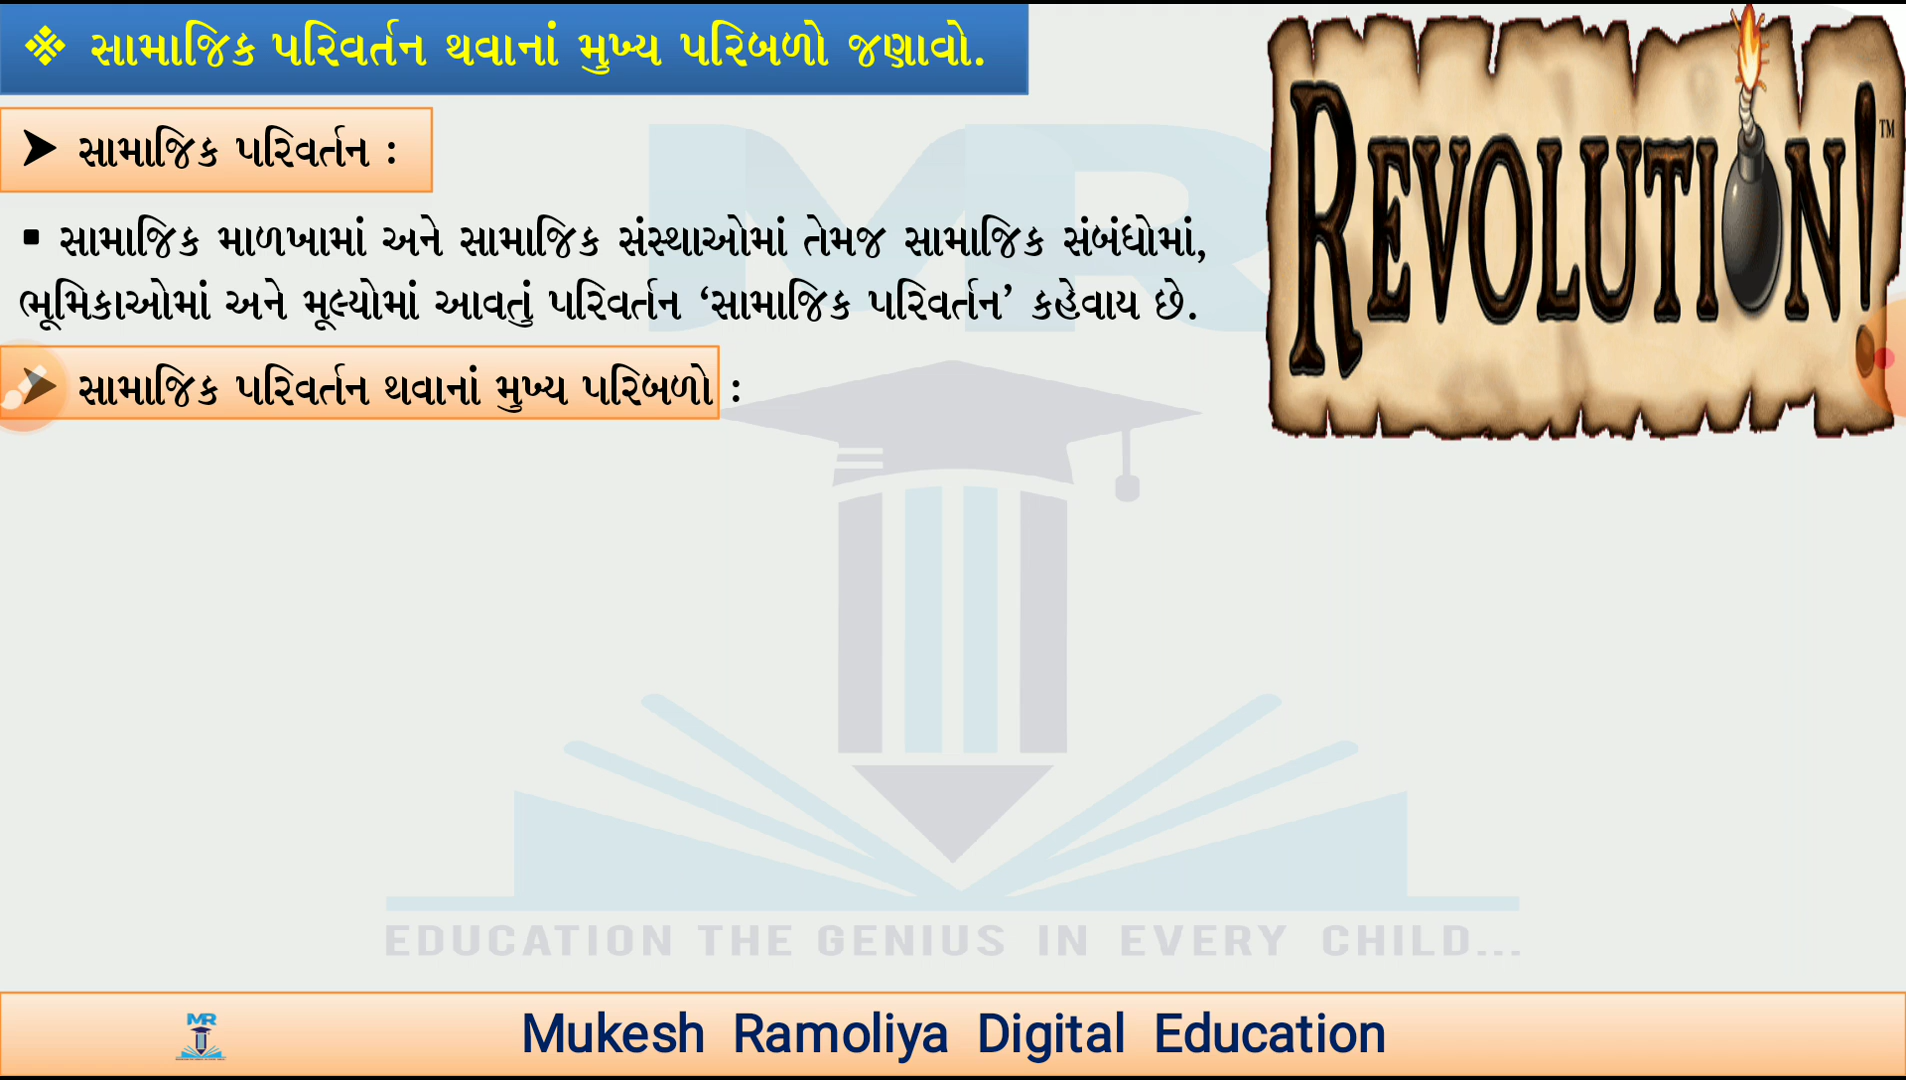 ❖ સામાજિક પરિવર્તન થવાનાં મુખ્ય પરિબળો જણાવો.
➤ સામાજિક પરિવર્તન :
▪ સામાજિક માળખામાં અને સામાજિક સંસ્થાઓમાં તેમજ સામાજિક સંબંધોમાં,
ભૂમિકાઓમાં અને મૂલ્યોમાં આવતું પરિવર્તન ‘સામાજિક પરિવર્તન’ કહેવાય છે.
➤ સામાજિક પરિવર્તન થવાનાં મુખ્ય પરિબળો :
REVOLUTION! TM
MR
EDUCATION THE GENIUS IN EVERY CHILD...
MR
Mukesh Ramoliya Digital Education